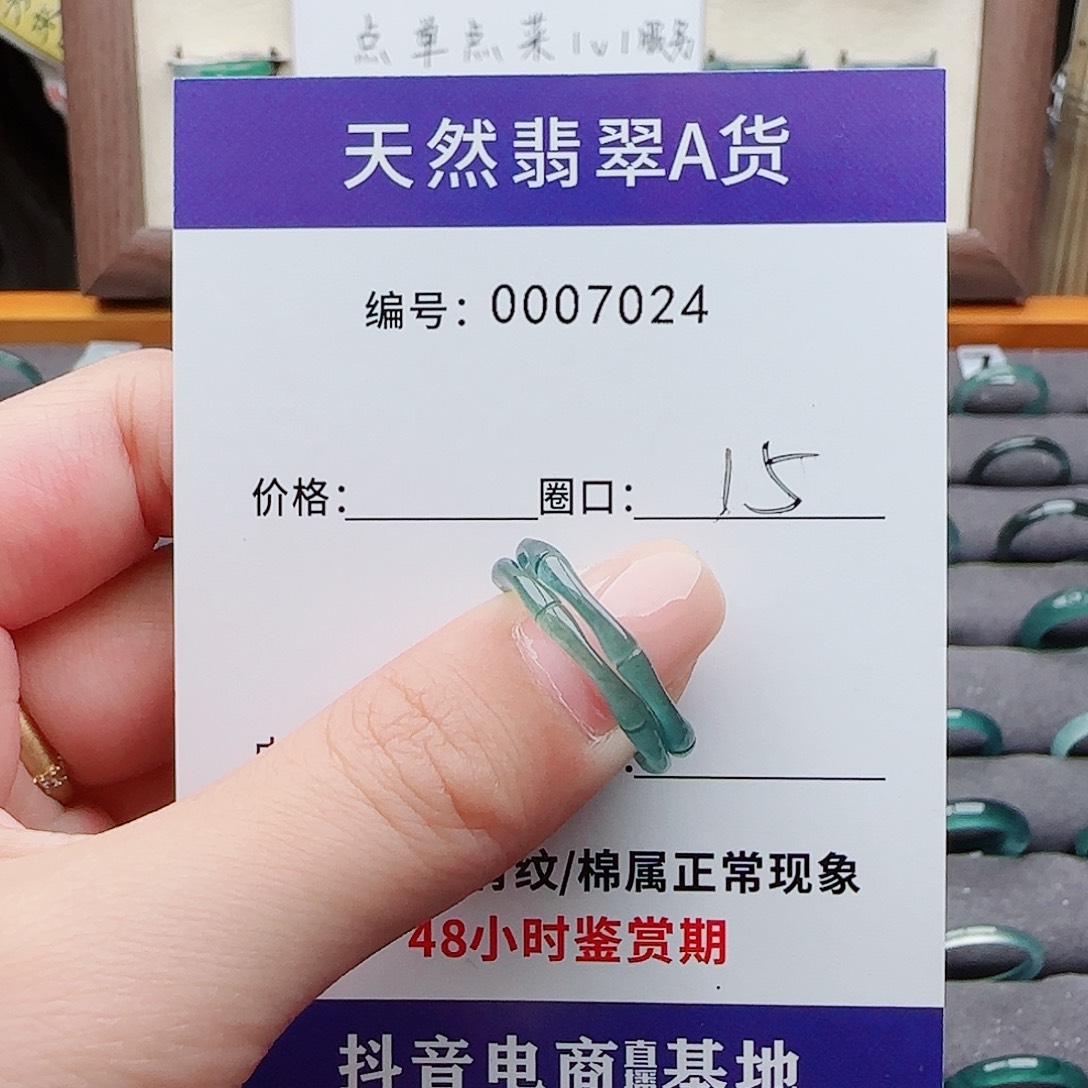 点单点菜1v1服务
天然翡翠A货
编号：0007024
价格： 圈口：15
纹/棉属正常现象
48小时鉴赏期
抖音电商直播基地